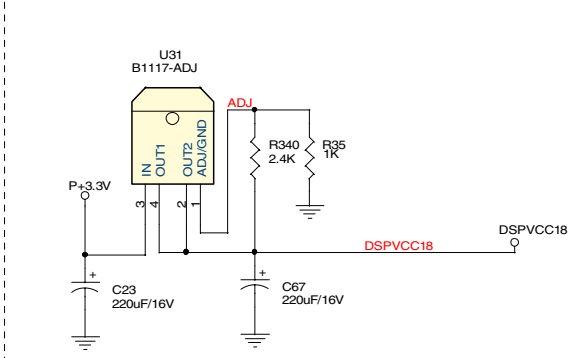 U31
B1117-ADJ
ADJ
IN
OUT1
OUT2
ADJ/GND
R340
2.4K
R35
1K
P+3.3V
3
4
2
1
DSPVCC18
DSPVCC18
+
C23
220uF/16V
+
C67
220uF/16V